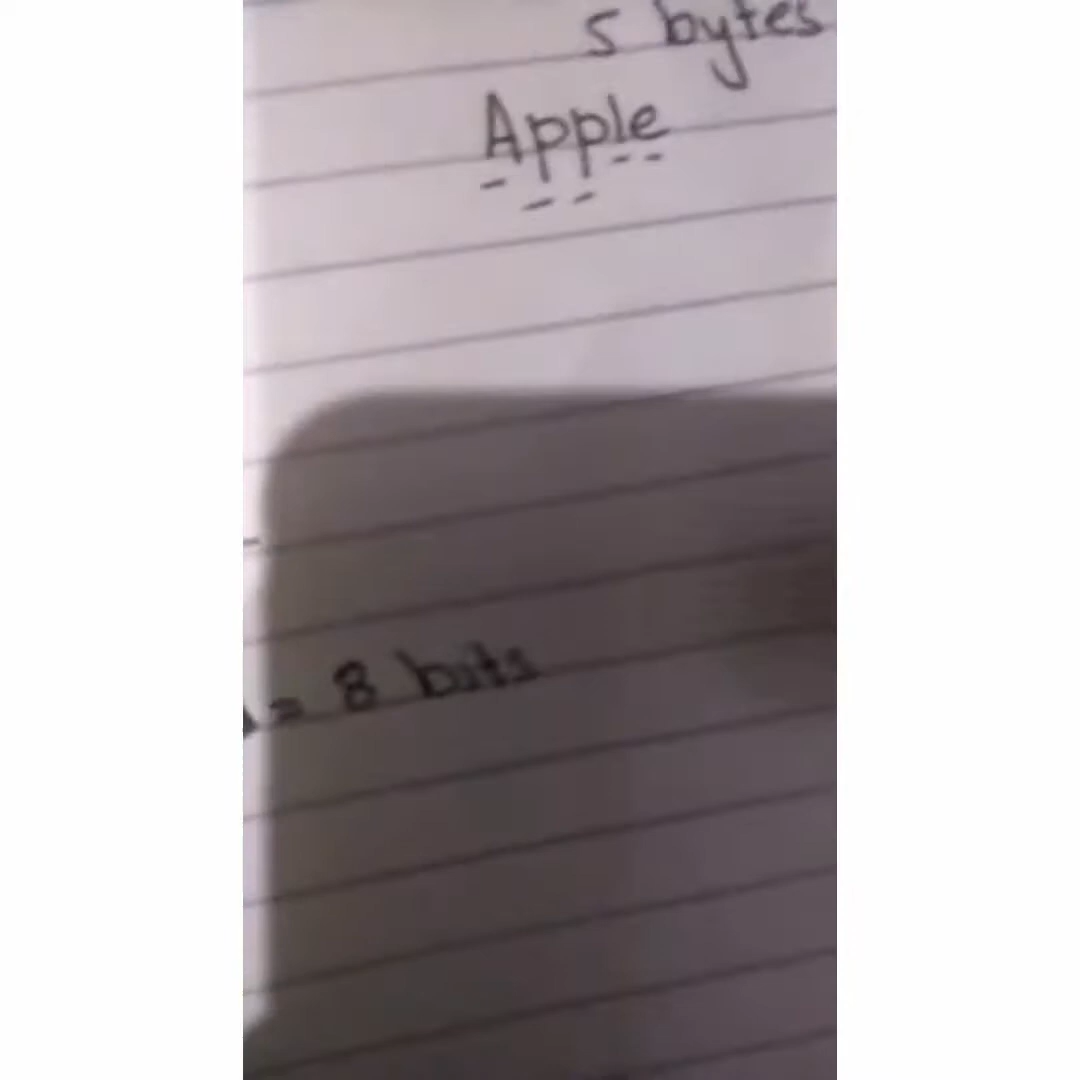 5 bytes
Apple
= 8 bits